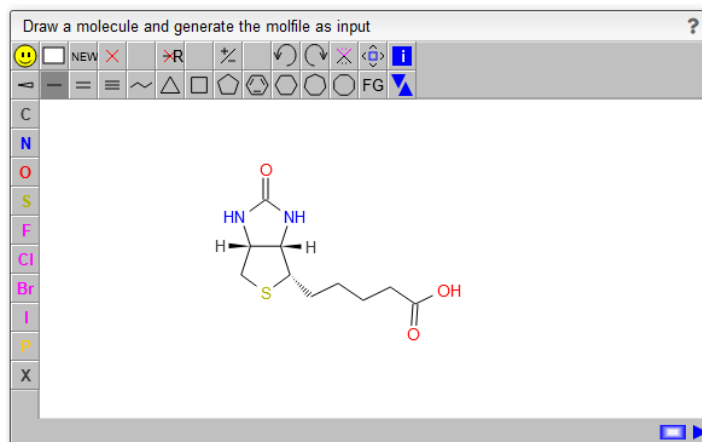 Draw a molecule and generate the molfile as input ?
NEW R +/- i
FG
C
N
O
S
F
Cl
Br
I
P
X
O
HN NH
H H
S
OH
O